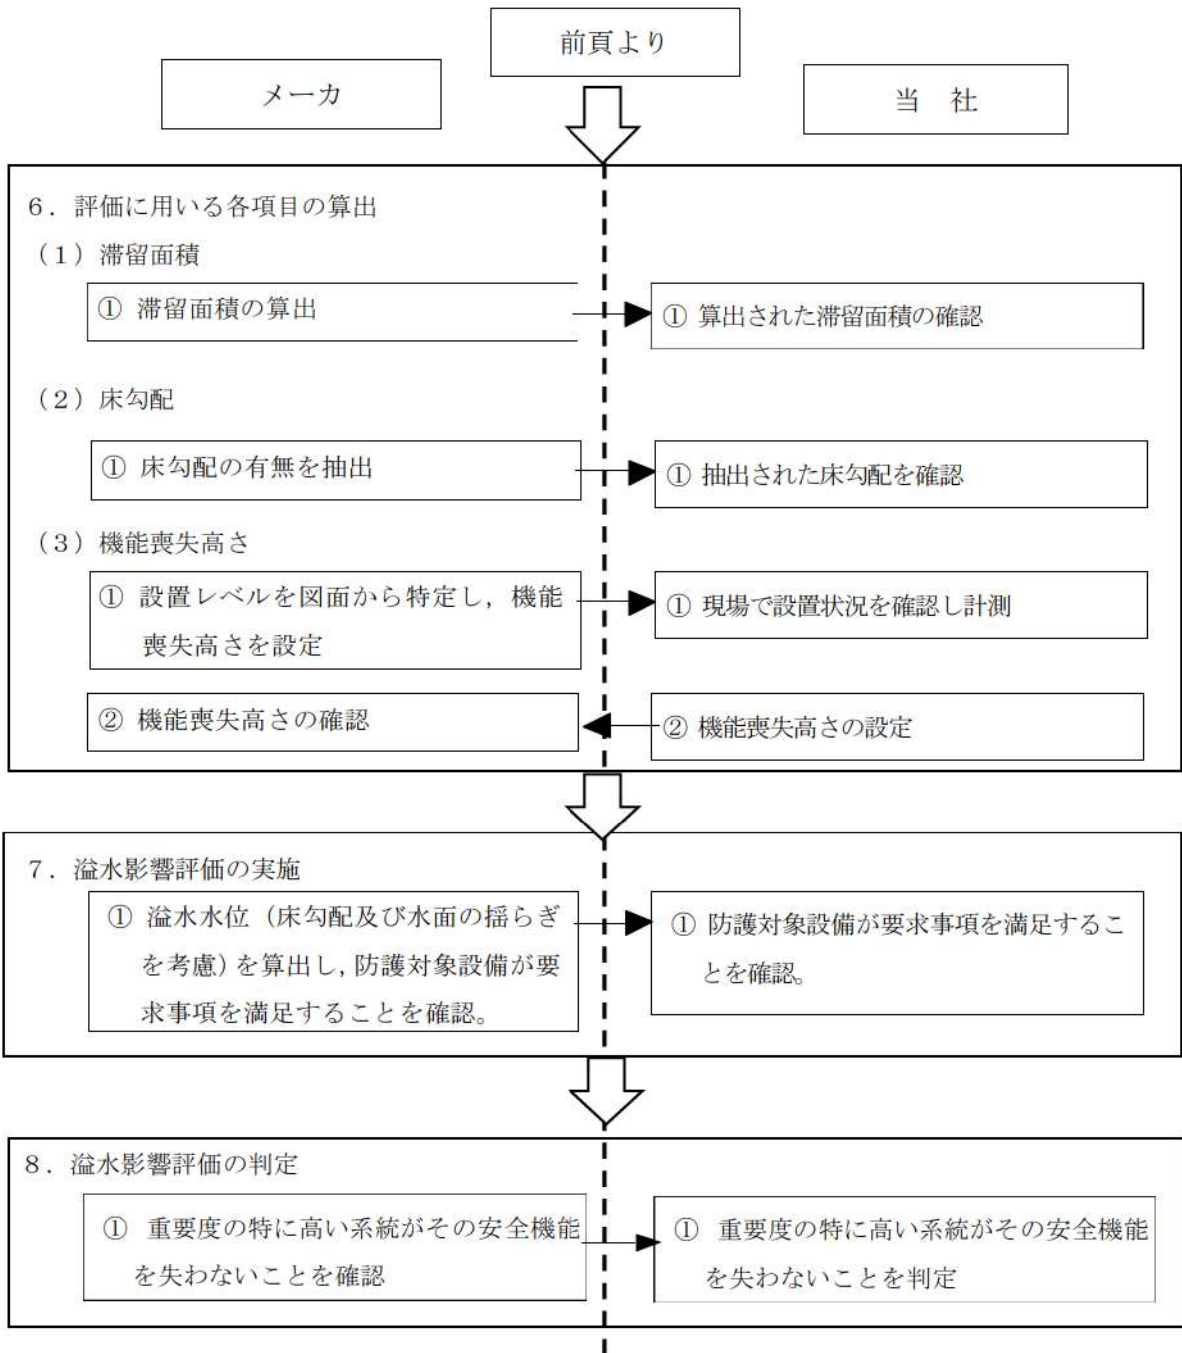 前頁より
メーカ
当　社
６．評価に用いる各項目の算出
（１）滞留面積
① 滞留面積の算出
① 算出された滞留面積の確認
（２）床勾配
① 床勾配の有無を抽出
① 抽出された床勾配を確認
（３）機能喪失高さ
① 設置レベルを図面から特定し，機能
喪失高さを設定
① 現場で設置状況を確認し計測
② 機能喪失高さの確認
② 機能喪失高さの設定
７．溢水影響評価の実施
① 溢水水位（床勾配及び水面の揺らぎ
を考慮）を算出し，防護対象設備が要
求事項を満足することを確認。
① 防護対象設備が要求事項を満足するこ
とを確認。
８．溢水影響評価の判定
① 重要度の特に高い系統がその安全機能
を失わないことを確認
① 重要度の特に高い系統がその安全機能
を失わないことを判定